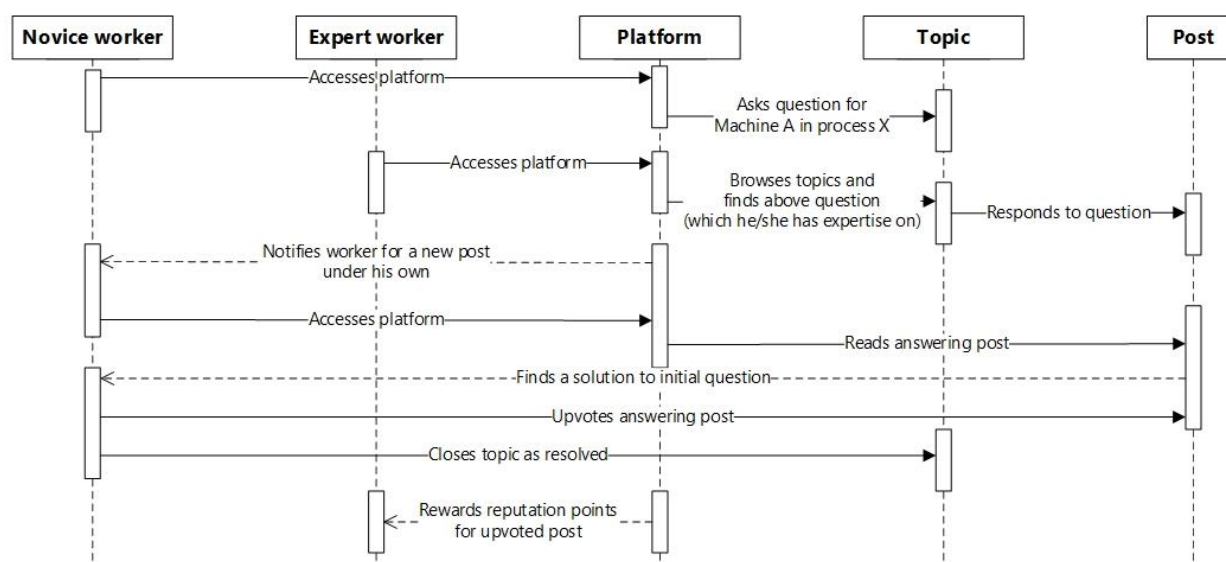 Novice worker
Expert worker
Platform
Topic
Post
Accesses platform
Asks question for
Machine A in process X
Accesses platform
Browses topics and
finds above question
(which he/she has expertise on)
Responds to question
Notifies worker for a new post
under his own
Accesses platform
Reads answering post
Finds a solution to initial question
Upvotes answering post
Closes topic as resolved
Rewards reputation points
for upvoted post